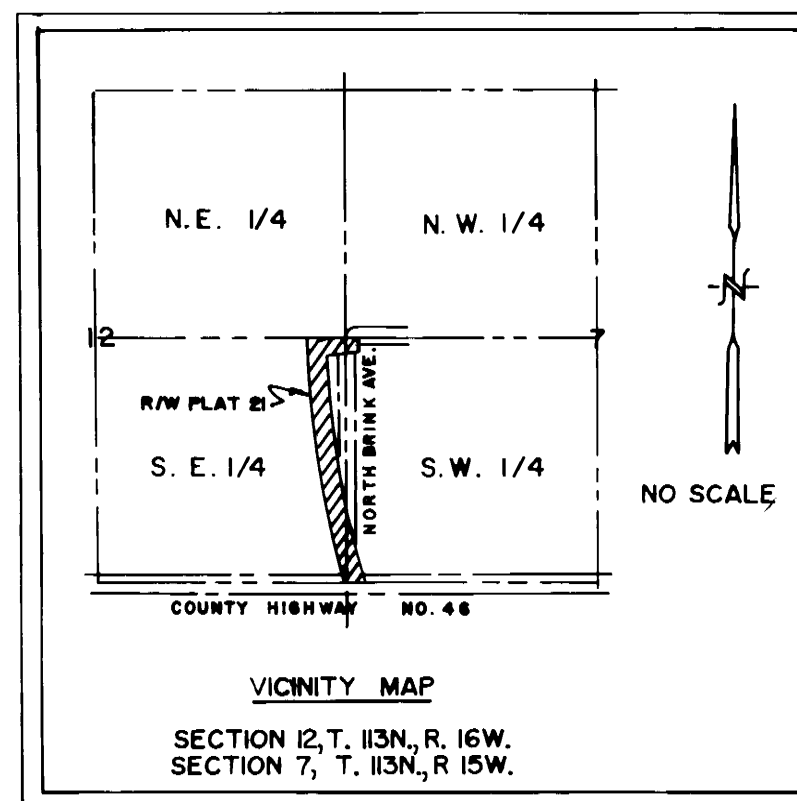 N.E. 1/4
N.W. 1/4
N
12
7
R/W PLAT 21
NORTH BRINK AVE.
S. E. 1/4
S.W. 1/4
NO SCALE
COUNTY HIGHWAY NO. 46
VICINITY MAP
SECTION 12, T. 113N., R. 16W.
SECTION 7, T. 113N., R 15W.